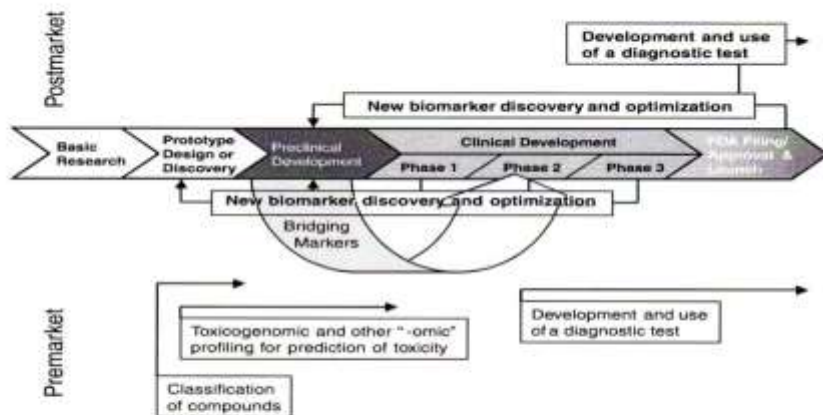 Postmarket
Development and use
of a diagnostic test
New biomarker discovery and optimization
Basic
Research
Prototype
Design or
Discovery
Preclinical
Development
Clinical Development
Phase 1
Phase 2
Phase 3
FDA Filing/
Approval &
Launch
New biomarker discovery and optimization
Bridging
Markers
Premarket
Toxicogenomic and other "-omic"
profiling for prediction of toxicity
Development and use
of a diagnostic test
Classification
of compounds